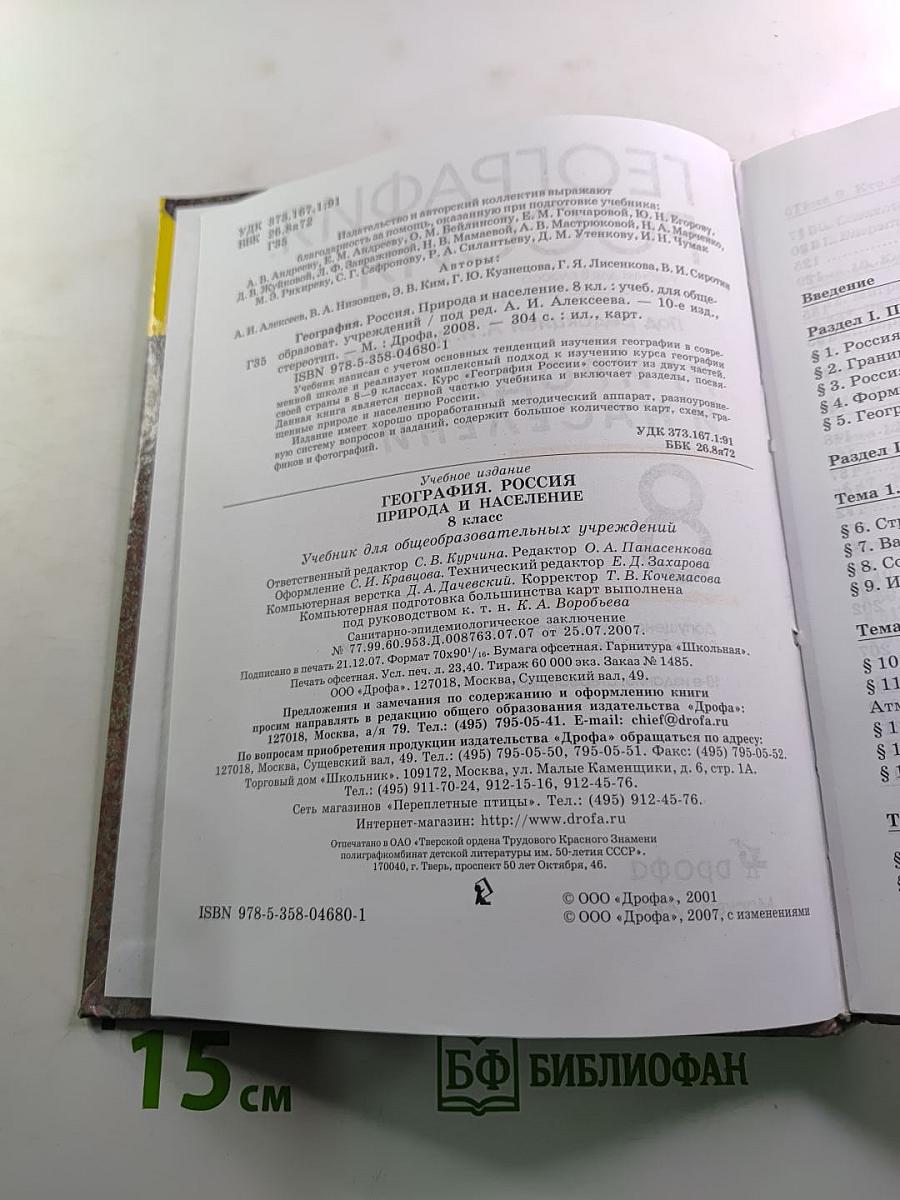 УДК 373.167.1:91
ББК 26.8я72
Г35
Издательство и авторский коллектив выражают
благодарность за помощь, оказанную при подготовке учебника:
А. В. Андрееву, Е. М. Андрееву, О. М. Бейлинсону, Е. М. Гончаровой, Ю. Н. Егорову,
Д. В. Жуйковой, Л. Ф. Запражновой, Н. В. Мамаевой, А. В. Мастрюковой, Н. А. Марченко,
М. Э. Рихиреву, С. Г. Сафронову, Р. А. Силантьеву, Д. М. Утенкову, И. Н. Чумак
Авторы:
А. И. Алексеев, В. А. Низовцев, Э. В. Ким, Г. Ю. Кузнецова, Г. Я. Лисенкова, В. И. Сиротин
География. Россия. Природа и население. 8 кл. : учеб. для обще-
Г35 образоват. учреждений / под ред. А. И. Алексеева. — 10-е изд.,
стереотип. — М. : Дрофа, 2008. — 304 с. : ил., карт.
ISBN 978-5-358-04680-1
Учебник написан с учетом основных тенденций изучения географии в совре-
менной школе и реализует комплексный подход к изучению курса географии
своей страны в 8—9 классах. Курс «География России» состоит из двух частей.
Данная книга является первой частью учебника и включает разделы, посвя-
щенные природе и населению России.
Издание имеет хорошо проработанный методический аппарат, разноуровне-
вую систему вопросов и заданий, содержит большое количество карт, схем, гра-
фиков и фотографий.
УДК 373.167.1:91
ББК 26.8я72
Учебное издание
ГЕОГРАФИЯ. РОССИЯ
ПРИРОДА И НАСЕЛЕНИЕ
8 класс
Учебник для общеобразовательных учреждений
Ответственный редактор С. В. Курчина. Редактор О. А. Панасенкова
Оформление С. И. Кравцова. Технический редактор Е. Д. Захарова
Компьютерная верстка Д. А. Дачевский. Корректор Т. В. Кочемасова
Компьютерная подготовка большинства карт выполнена
под руководством к. т. н. К. А. Воробьева
Санитарно-эпидемиологическое заключение
№ 77.99.60.953.Д.008763.07.07 от 25.07.2007.
Подписано в печать 21.12.07. Формат 70х90¹/₁₆. Бумага офсетная. Гарнитура «Школьная».
Печать офсетная. Усл. печ. л. 23,40. Тираж 60 000 экз. Заказ № 1485.
ООО «Дрофа». 127018, Москва, Сущевский вал, 49.
Предложения и замечания по содержанию и оформлению книги
просим направлять в редакцию общего образования издательства «Дрофа»:
127018, Москва, а/я 79. Тел.: (495) 795-05-41. E-mail: chief@drofa.ru
По вопросам приобретения продукции издательства «Дрофа» обращаться по адресу:
127018, Москва, Сущевский вал, 49. Тел.: (495) 795-05-50, 795-05-51. Факс: (495) 795-05-52.
Торговый дом «Школьник». 109172, Москва, ул. Малые Каменщики, д. 6, стр. 1А.
Тел.: (495) 911-70-24, 912-15-16, 912-45-76.
Сеть магазинов «Переплетные птицы». Тел.: (495) 912-45-76.
Интернет-магазин: http://www.drofa.ru
Отпечатано в ОАО «Тверской ордена Трудового Красного Знамени
полиграфкомбинат детской литературы им. 50-летия СССР».
170040, г. Тверь, проспект 50 лет Октября, 46.
ISBN 978-5-358-04680-1
© ООО «Дрофа», 2001
© ООО «Дрофа», 2007, с изменениями
Введение
Раздел I. П
§ 1. Россия
§ 2. Грани
§ 3. Росси
§ 4. Форм
§ 5. Геогр
Раздел I
Тема 1.
§ 6. Стр
§ 7. Ва
§ 8. Со
§ 9. И
Тема
§ 10
§ 11
Атм
§ 1
§ 1
§ 1
Т
§
15 см
БФ БИБЛИОФАН